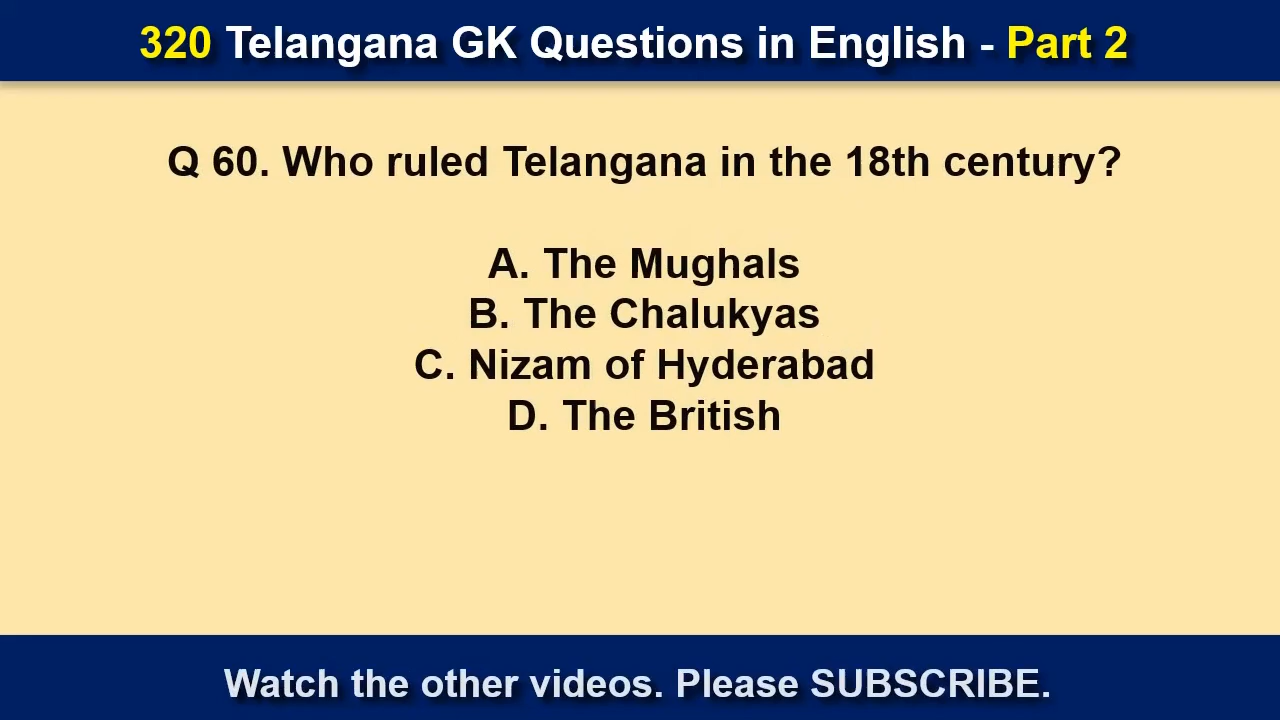 320 Telangana GK Questions in English - Part 2
Q 60. Who ruled Telangana in the 18th century?
A. The Mughals
B. The Chalukyas
C. Nizam of Hyderabad
D. The British
Watch the other videos. Please SUBSCRIBE.